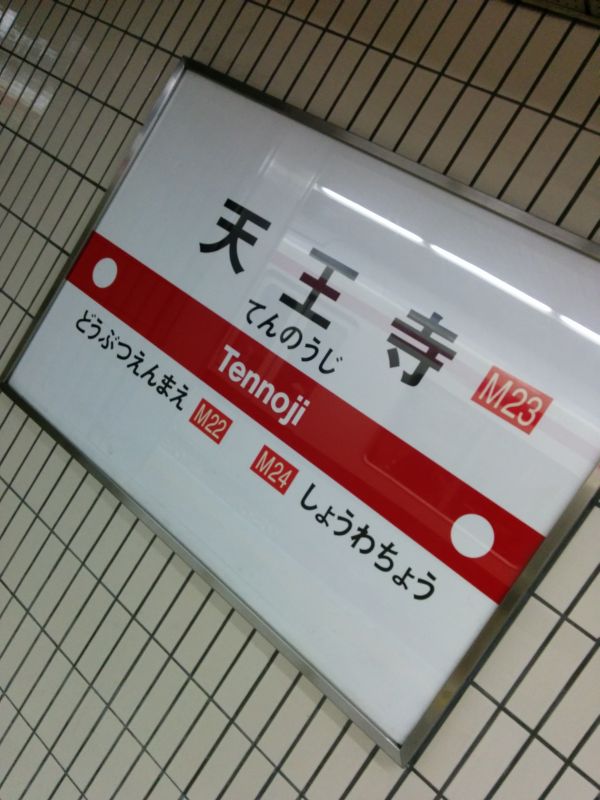 天王寺 M23
てんのうじ
Tennoji
どうぶつえんまえ M22
M24 しょうわちょう